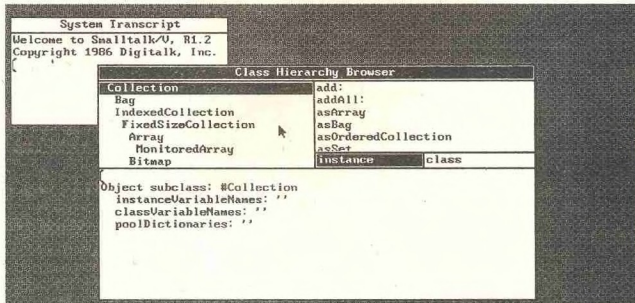 System Transcript
Welcome to Smalltalk/V, R1.2
Copyright 1986 Digitalk, Inc.
Class Hierarchy Browser
Collection
Bag
IndexedCollection
FixedSizeCollection
Array
MonitoredArray
Bitmap
add:
addAll:
asArray
asBag
asOrderedCollection
asSet
instance class
Object subclass: #Collection
instanceVariableNames: ''
classVariableNames: ''
poolDictionaries: ''